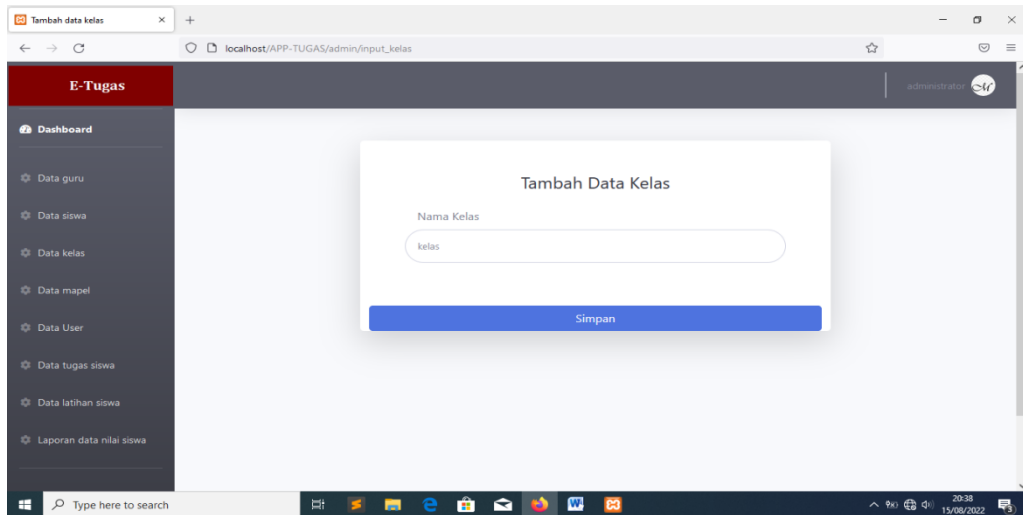 Tambah data kelas
localhost/APP-TUGAS/admin/input_kelas
E-Tugas
administrator
Dashboard
Data guru
Data siswa
Data kelas
Data mapel
Data User
Data tugas siswa
Data latihan siswa
Laporan data nilai siswa
Tambah Data Kelas
Nama Kelas
kelas
Simpan
Type here to search
20:38
15/08/2022